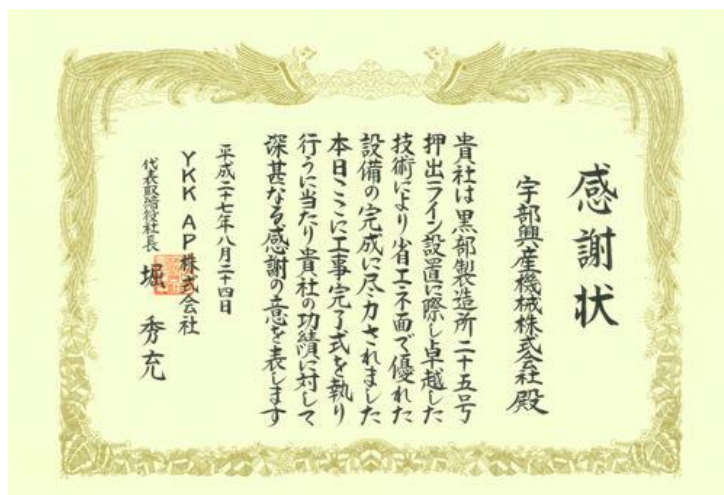 感謝状
宇部興産機械株式会社殿
貴社は黒部製造所二十五号
押出ライン設置に際し卓越した
技術により省エネ面で優れた
設備の完成に尽力されました
本日ここに工事完了式を執り
行うに当たり貴社の功績に対して
深甚なる感謝の意を表します
平成二十七年八月二十四日
YKK AP株式会社
代表取締役社長 堀 秀充